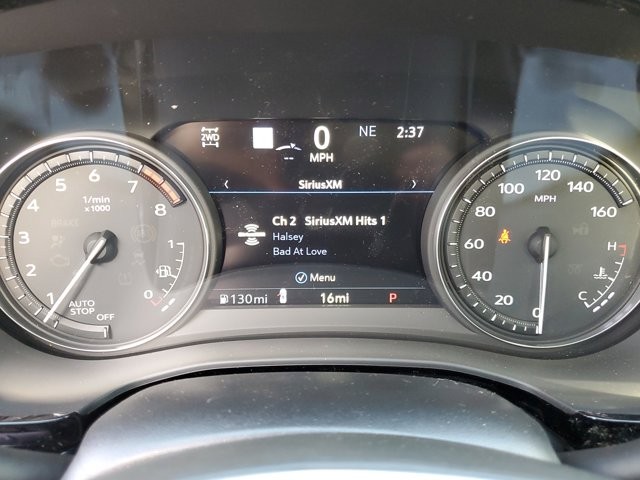 2WD
0
MPH
NE
2:37
--
SiriusXM
Ch 2 SiriusXM Hits 1
Halsey
Bad At Love
Menu
130mi
16mi
P
1
2
3
4
5
6
7
8
1/min
x1000
AUTO
STOP
OFF
1
0
0
20
40
60
80
100
120
140
160
MPH
H
C